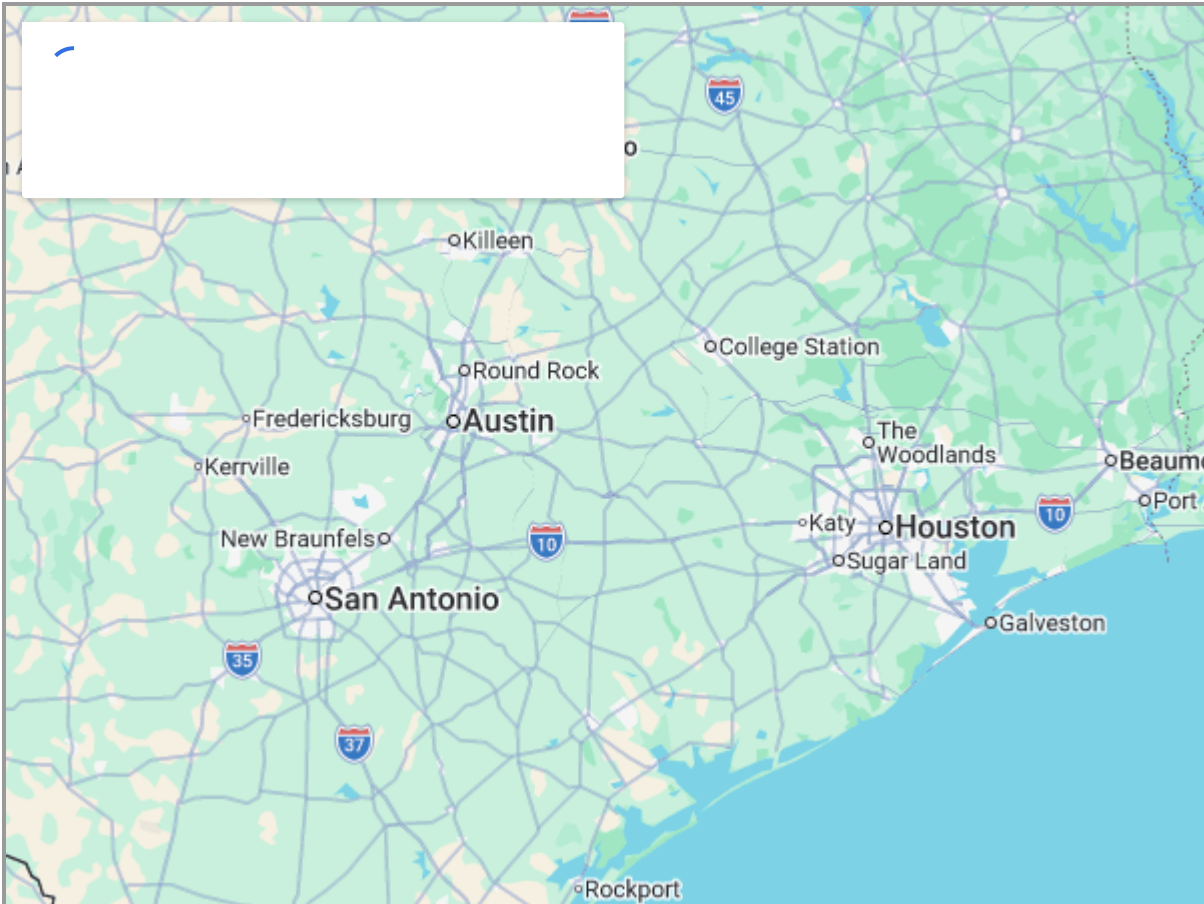 45
Killeen
College Station
Round Rock
Fredericksburg
Austin
The
Woodlands
Kerrville
Port
Katy
Houston
10
New Braunfels
10
Sugar Land
San Antonio
Galveston
35
37
Rockport